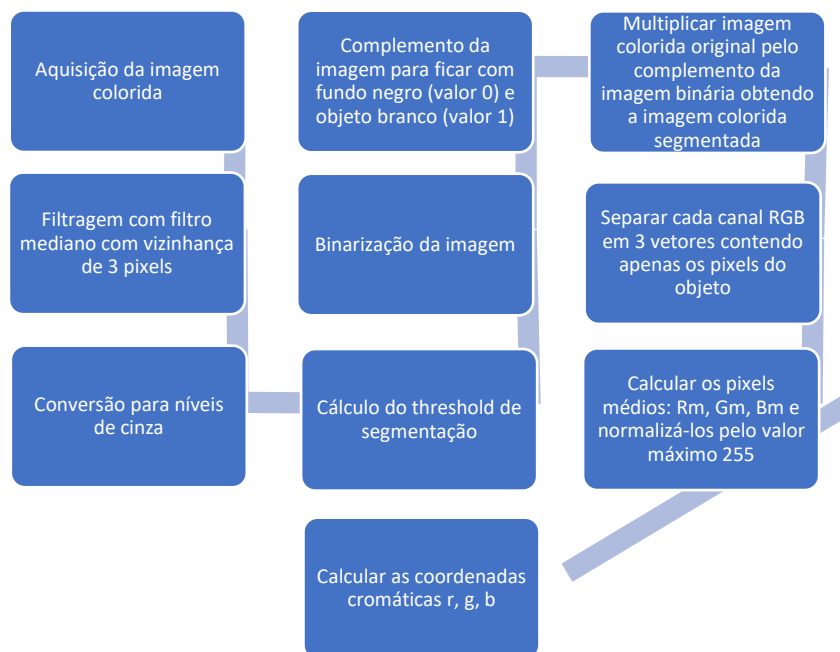 Aquisição da imagem
colorida
Filtragem com filtro
mediano com vizinhança
de 3 pixels
Conversão para níveis
de cinza
Cálculo do threshold de
segmentação
Binarização da imagem
Complemento da
imagem para ficar com
fundo negro (valor 0) e
objeto branco (valor 1)
Multiplicar imagem
colorida original pelo
complemento da
imagem binária obtendo
a imagem colorida
segmentada
Separar cada canal RGB
em 3 vetores contendo
apenas os pixels do
objeto
Calcular os pixels
médios: Rm, Gm, Bm e
normalizá-los pelo valor
máximo 255
Calcular as coordenadas
cromáticas r, g, b